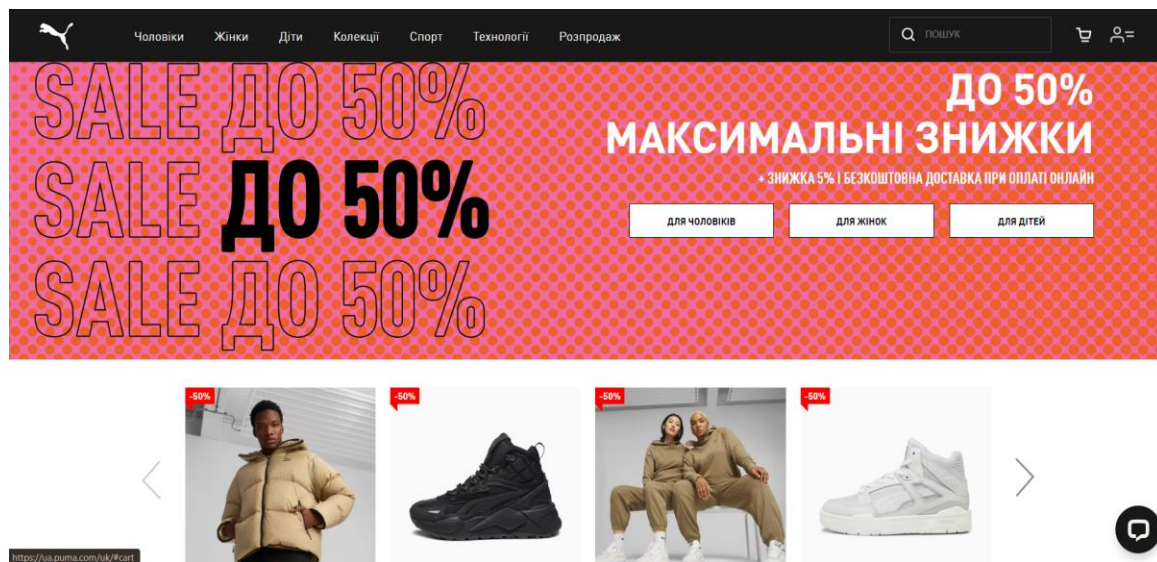 Чоловіки Жінки Діти Колекції Спорт Технології Розпродаж ПОШУК
SALE ДО 50%
SALE ДО 50%
SALE ДО 50%
ДО 50%
МАКСИМАЛЬНІ ЗНИЖКИ
+ ЗНИЖКА 5% І БЕЗКОШТОВНА ДОСТАВКА ПРИ ОПЛАТІ ОНЛАЙН
ДЛЯ ЧОЛОВІКІВ ДЛЯ ЖІНОК ДЛЯ ДІТЕЙ
-50% -50% -50% -50%
https://ua.puma.com/uk/#cart